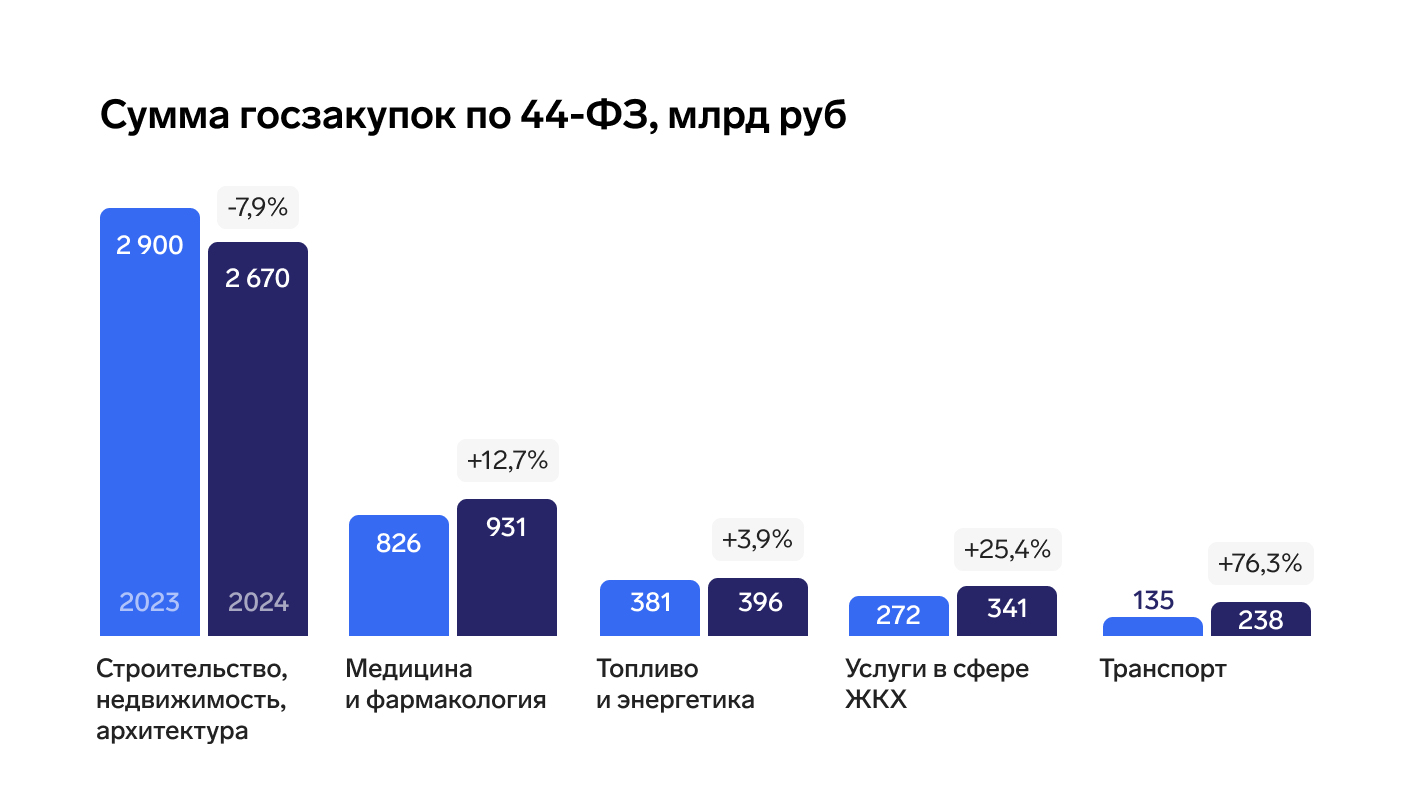 Сумма госзакупок по 44-ФЗ, млрд руб
-7,9%
2 900
2 670
2023
2024
Строительство,
недвижимость,
архитектура
+12,7%
826
931
Медицина
и фармакология
+3,9%
381
396
Топливо
и энергетика
+25,4%
272
341
Услуги в сфере
ЖКХ
+76,3%
135
238
Транспорт